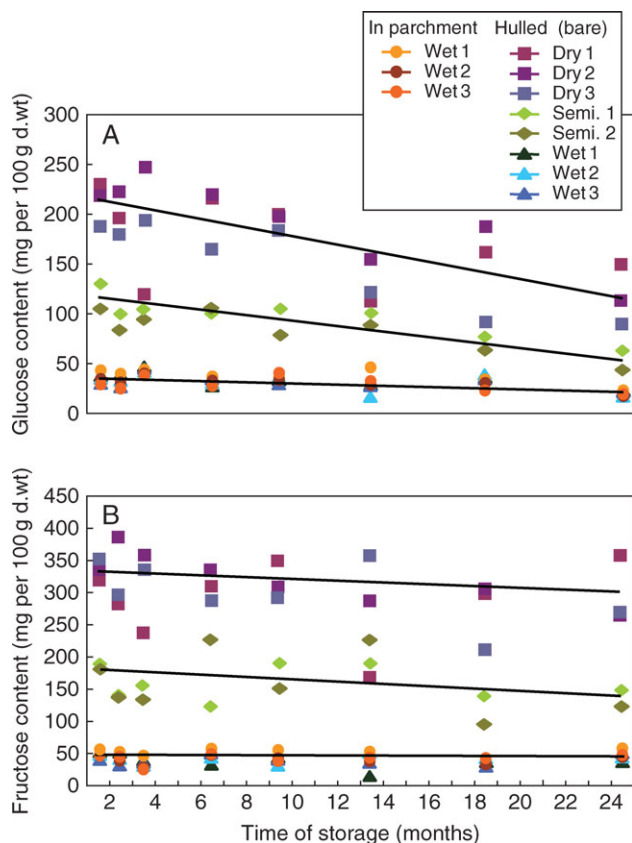 In parchment
Wet 1
Wet 2
Wet 3
Hulled (bare)
Dry 1
Dry 2
Dry 3
Semi. 1
Semi. 2
Wet 1
Wet 2
Wet 3
A
Glucose content (mg per 100 g d.wt)
300
250
200
150
100
50
0
B
Fructose content (mg per 100 g d.wt)
450
400
350
300
250
200
150
100
50
0
2 4 6 8 10 12 14 16 18 20 22 24
Time of storage (months)